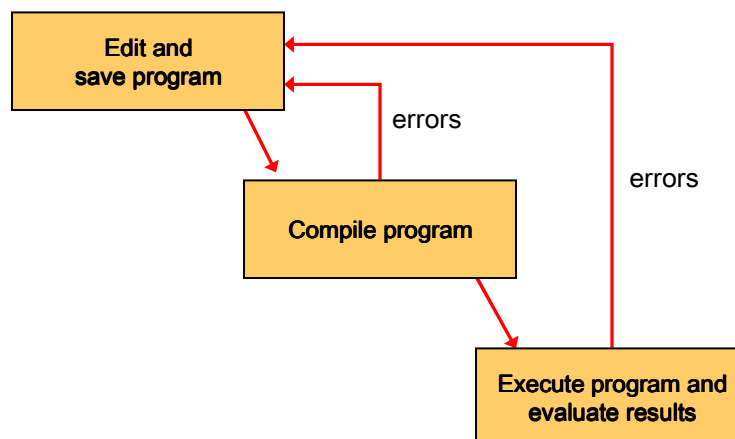 Edit and
save program
errors
errors
Compile program
Execute program and
evaluate results